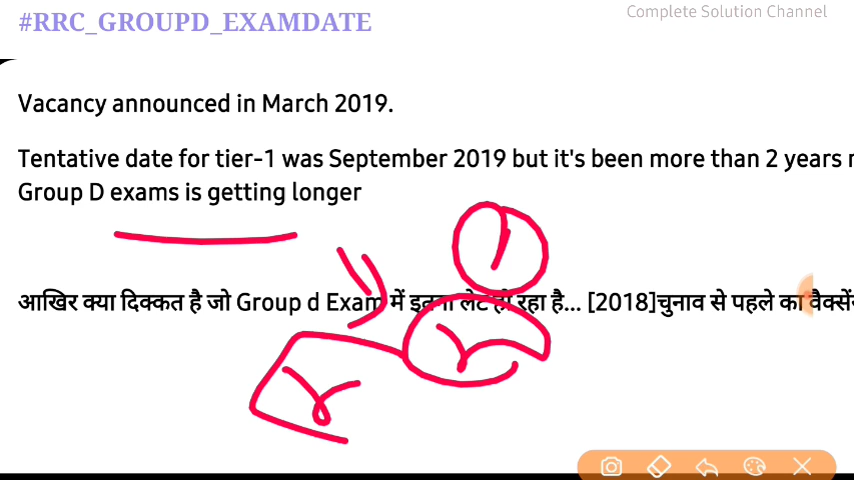 #RRC_GROUPD_EXAMDATE
Complete Solution Channel
Vacancy announced in March 2019.
Tentative date for tier-1 was September 2019 but it's been more than 2 years
Group D exams is getting longer
आखिर क्या दिक्कत है जो Group d Exam में इतना लेट हो रहा है... [2018]चुनाव से पहले का